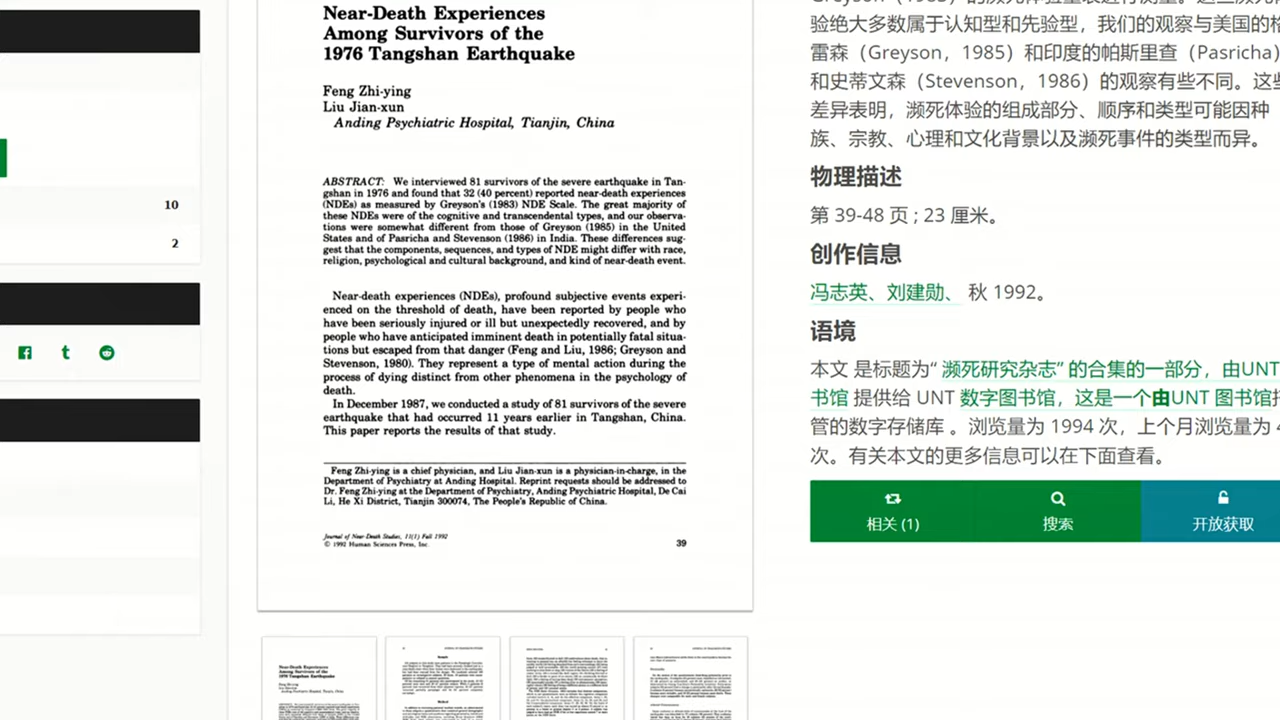 10
2
Near-Death Experiences
Among Survivors of the
1976 Tangshan Earthquake
Feng Zhi-ying
Liu Jian-xun
Anding Psychiatric Hospital, Tianjin, China
ABSTRACT: We interviewed 81 survivors of the severe earthquake in Tan-
gshan in 1976 and found that 32 (40 percent) reported near-death experiences
(NDEs) as measured by Greyson's (1983) NDE Scale. The great majority of
these NDEs were of the cognitive and transcendental types, and our observa-
tions were somewhat different from those of Greyson (1985) in the United
States and of Pasricha and Stevenson (1986) in India. These differences sug-
gest that the components, sequences, and types of NDE might differ with race,
religion, psychological and cultural background, and kind of near-death event.
Near-death experiences (NDEs), profound subjective events experi-
enced on the threshold of death, have been reported by people who
have been seriously injured or ill but unexpectedly recovered, and by
people who have anticipated imminent death in potentially fatal situa-
tions but escaped from that danger (Feng and Liu, 1986; Greyson and
Stevenson, 1980). They represent a type of mental action during the
process of dying distinct from other phenomena in the psychology of
death.
In December 1987, we conducted a study of 81 survivors of the severe
earthquake that had occurred 11 years earlier in Tangshan, China.
This paper reports the results of that study.
Feng Zhi-ying is a chief physician, and Liu Jian-xun is a physician-in-charge, in the
Department of Psychiatry at Anding Hospital. Reprint requests should be addressed to
Dr. Feng Zhi-ying at the Department of Psychiatry, Anding Psychiatric Hospital, De Cai
Li, He Xi District, Tianjin 300074, The People's Republic of China.
Journal of Near-Death Studies, 11(1) Fall 1992
© 1992 Human Sciences Press, Inc.
39
Near-Death Experiences
Among Survivors of the
1976 Tangshan Earthquake
验绝大多数属于认知型和先验型，我们的观察与美国的格
雷森（Greyson，1985）和印度的帕斯里查（Pasricha）
和史蒂文森（Stevenson，1986）的观察有些不同。这些
差异表明，濒死体验的组成部分、顺序和类型可能因种
族、宗教、心理和文化背景以及濒死事件的类型而异。
物理描述
第 39-48 页 ; 23 厘米。
创作信息
冯志英、刘建勋、 秋 1992。
语境
本文 是标题为“ 濒死研究杂志” 的合集的一部分，由UNT
书馆 提供给 UNT 数字图书馆，这是一个由UNT 图书馆托
管的数字存储库 。浏览量为 1994 次，上个月浏览量为 4
次。有关本文的更多信息可以在下面查看。
相关 (1)
搜索
开放获取